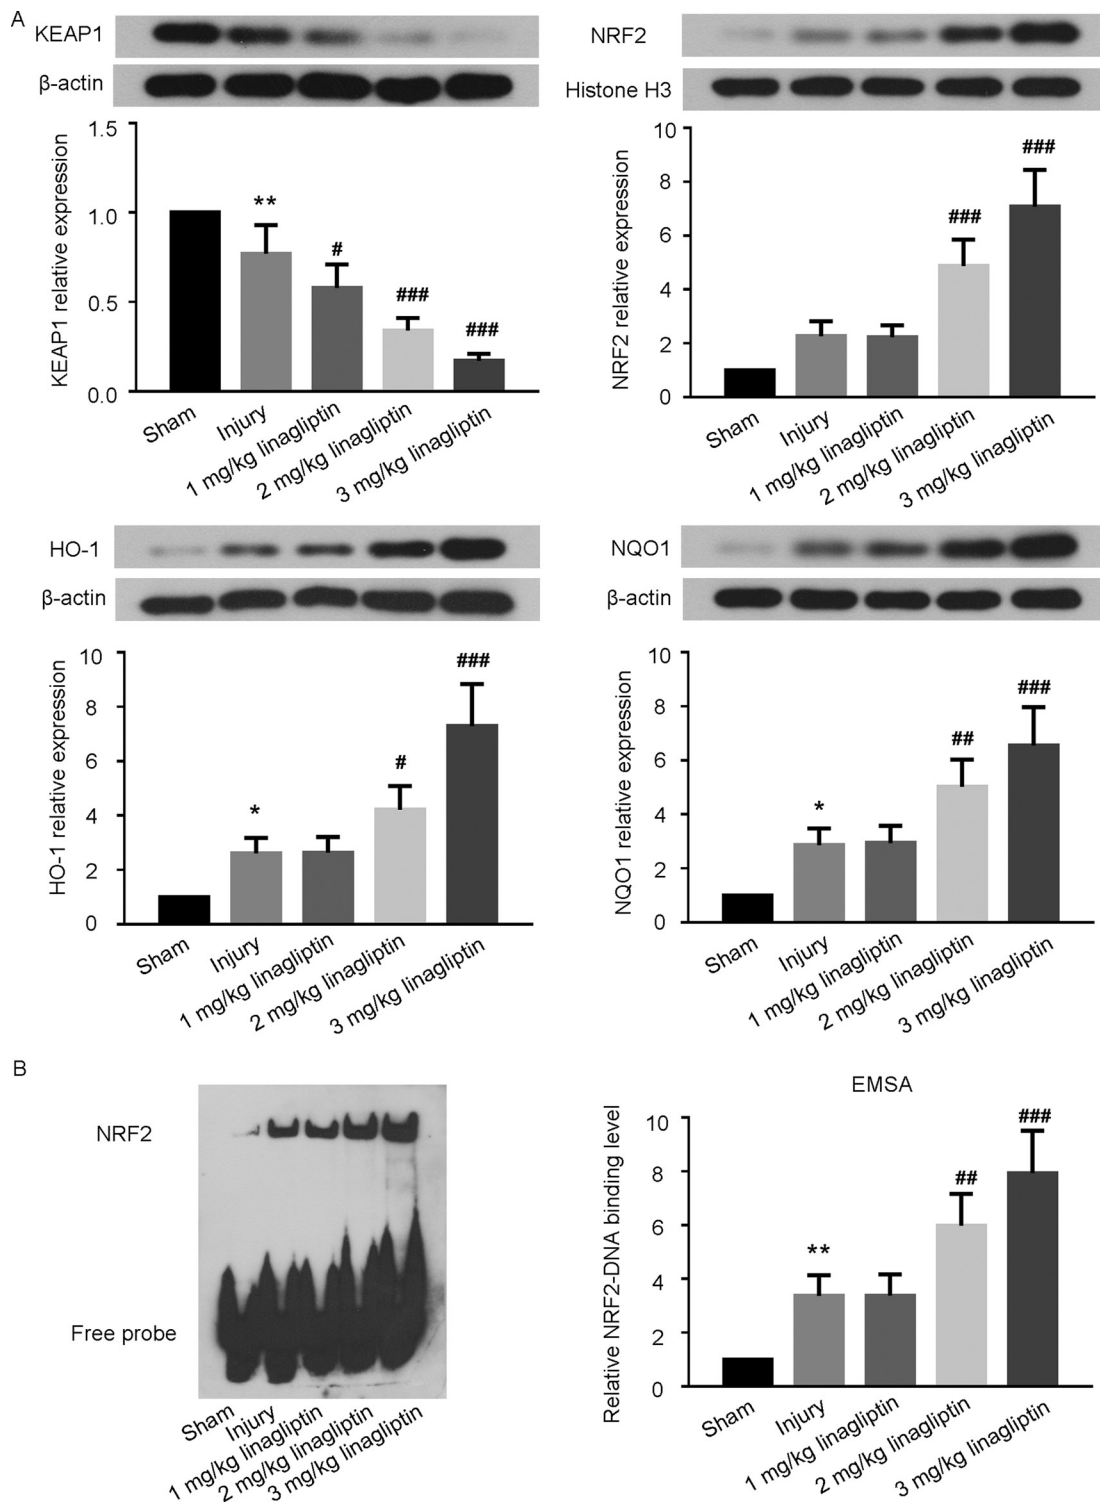 A
KEAP1
β-actin
KEAP1 relative expression
1.5
1.0
0.5
0.0
**
#
###
###
Sham
Injury
1 mg/kg linagliptin
2 mg/kg linagliptin
3 mg/kg linagliptin
NRF2
Histone H3
NRF2 relative expression
10
8
6
4
2
0
###
###
Sham
Injury
1 mg/kg linagliptin
2 mg/kg linagliptin
3 mg/kg linagliptin
HO-1
β-actin
HO-1 relative expression
10
8
6
4
2
0
*
#
###
Sham
Injury
1 mg/kg linagliptin
2 mg/kg linagliptin
3 mg/kg linagliptin
NQO1
β-actin
NQO1 relative expression
10
8
6
4
2
0
*
##
###
Sham
Injury
1 mg/kg linagliptin
2 mg/kg linagliptin
3 mg/kg linagliptin
B
NRF2
Free probe
Sham
Injury
1 mg/kg linagliptin
2 mg/kg linagliptin
3 mg/kg linagliptin
EMSA
Relative NRF2-DNA binding level
10
8
6
4
2
0
**
##
###
Sham
Injury
1 mg/kg linagliptin
2 mg/kg linagliptin
3 mg/kg linagliptin